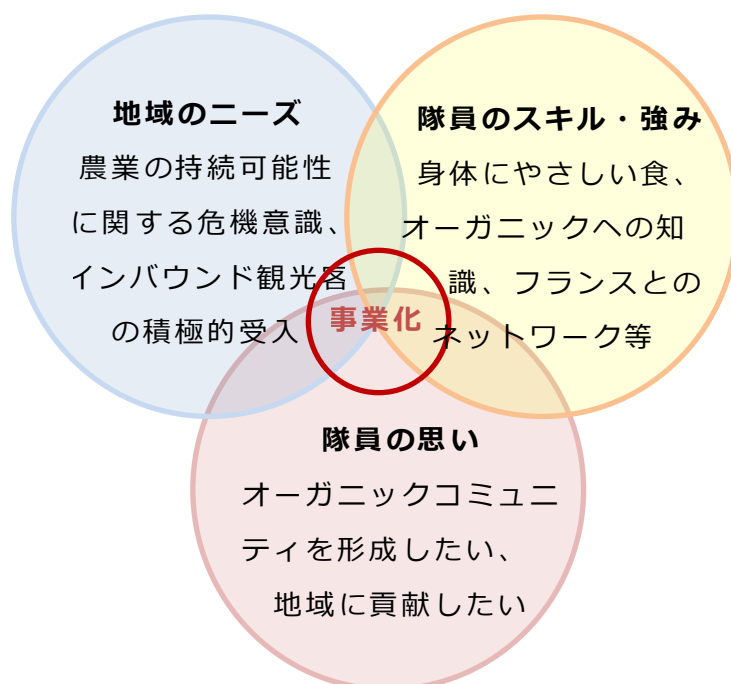 地域のニーズ
農業の持続可能性
に関する危機意識、
インバウンド観光客
の積極的受入
隊員のスキル・強み
身体にやさしい食、
オーガニックへの知
識、フランスとの
ネットワーク等
事業化
隊員の思い
オーガニックコミュニ
ティを形成したい、
地域に貢献したい